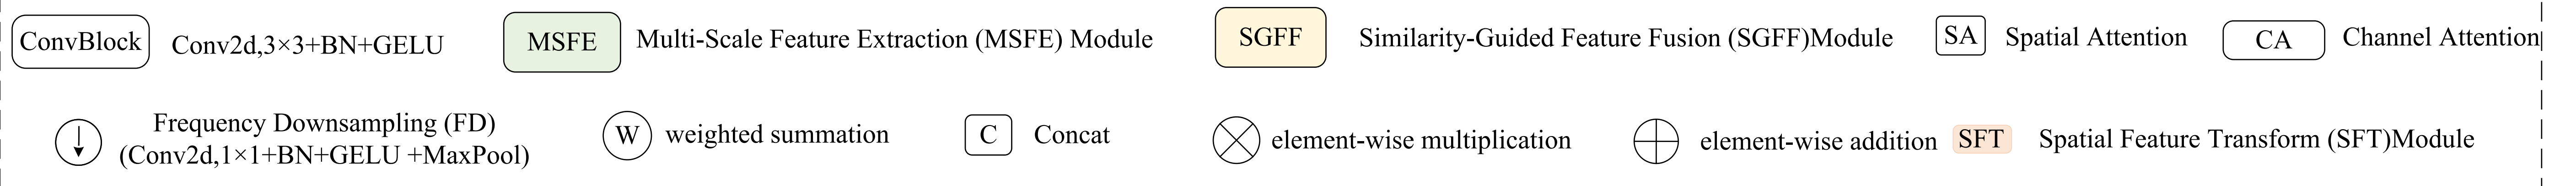 ConvBlock Conv2d,3×3+BN+GELU MSFE Multi-Scale Feature Extraction (MSFE) Module SGFF Similarity-Guided Feature Fusion (SGFF)Module SA Spatial Attention CA Channel Attention
Frequency Downsampling (FD)
(Conv2d,1×1+BN+GELU +MaxPool)
W weighted summation C Concat element-wise multiplication element-wise addition SFT Spatial Feature Transform (SFT)Module